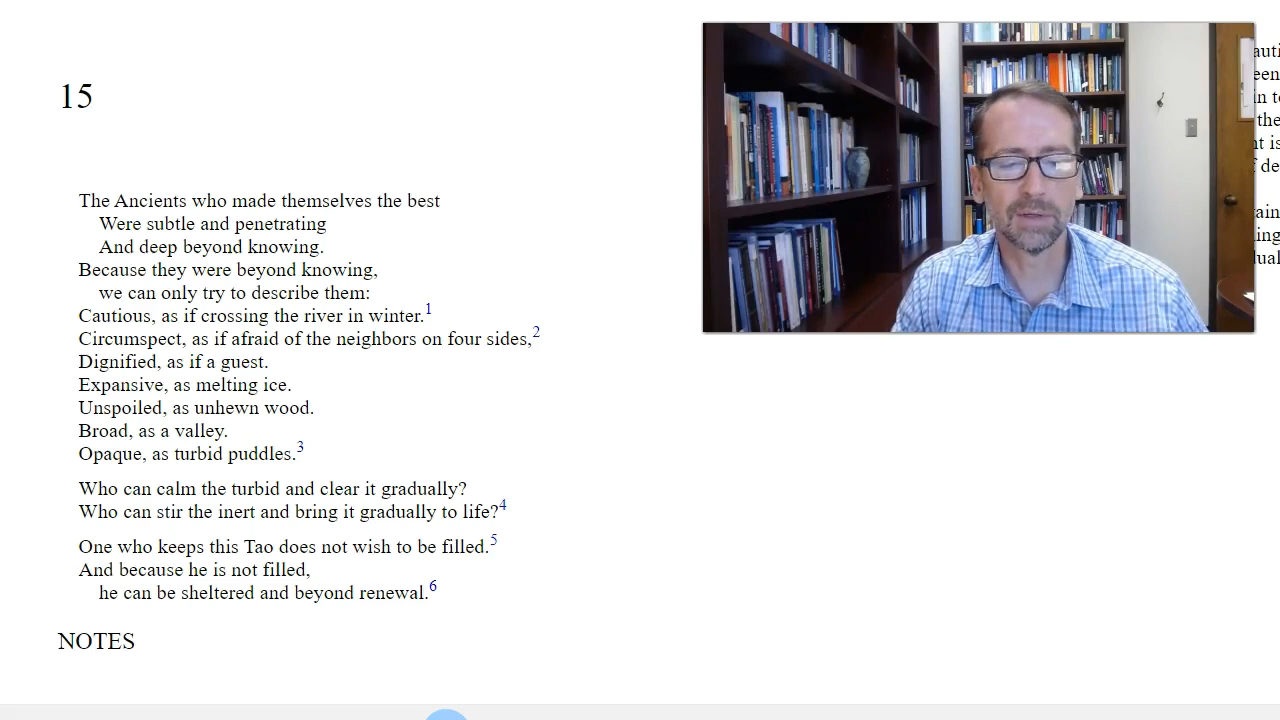 15
The Ancients who made themselves the best
Were subtle and penetrating
And deep beyond knowing.
Because they were beyond knowing,
we can only try to describe them:
Cautious, as if crossing the river in winter.1
Circumspect, as if afraid of the neighbors on four sides,2
Dignified, as if a guest.
Expansive, as melting ice.
Unspoiled, as unhewn wood.
Broad, as a valley.
Opaque, as turbid puddles.3
Who can calm the turbid and clear it gradually?
Who can stir the inert and bring it gradually to life?4
One who keeps this Tao does not wish to be filled.5
And because he is not filled,
he can be sheltered and beyond renewal.6
NOTES